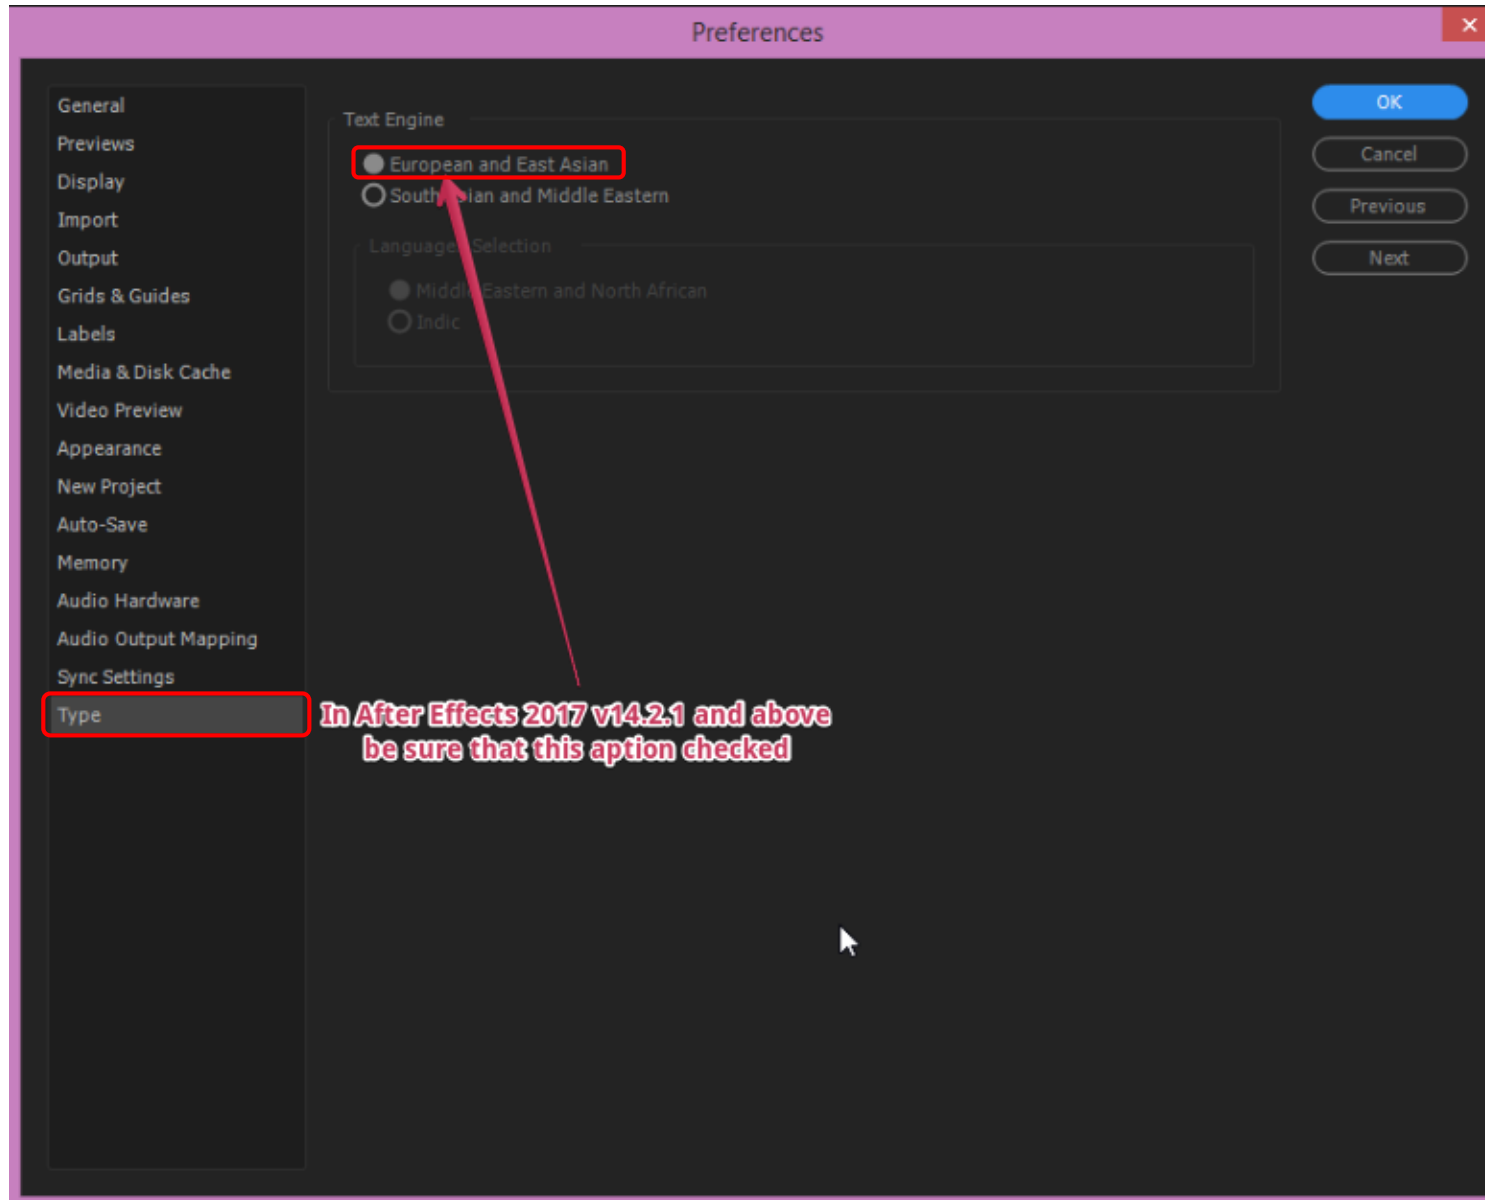 Preferences
General
Previews
Display
Import
Output
Grids & Guides
Labels
Media & Disk Cache
Video Preview
Appearance
New Project
Auto-Save
Memory
Audio Hardware
Audio Output Mapping
Sync Settings
Type
Text Engine
European and East Asian
South Asian and Middle Eastern
Languages Selection
Middle Eastern and North African
Indic
In After Effects 2017 v14.2.1 and above
be sure that this aption checked
OK
Cancel
Previous
Next